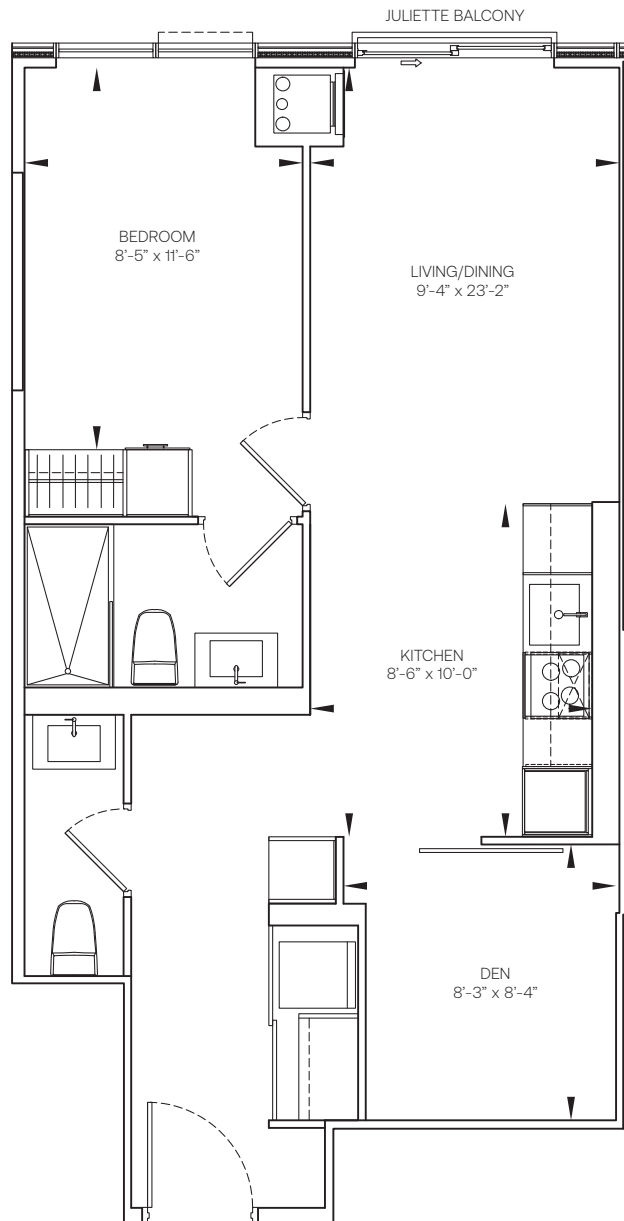 JULIETTE BALCONY
BEDROOM
8’-5” x 11’-6”
LIVING/DINING
9’-4” x 23’-2”
KITCHEN
8’-6” x 10’-0”
DEN
8’-3” x 8’-4”